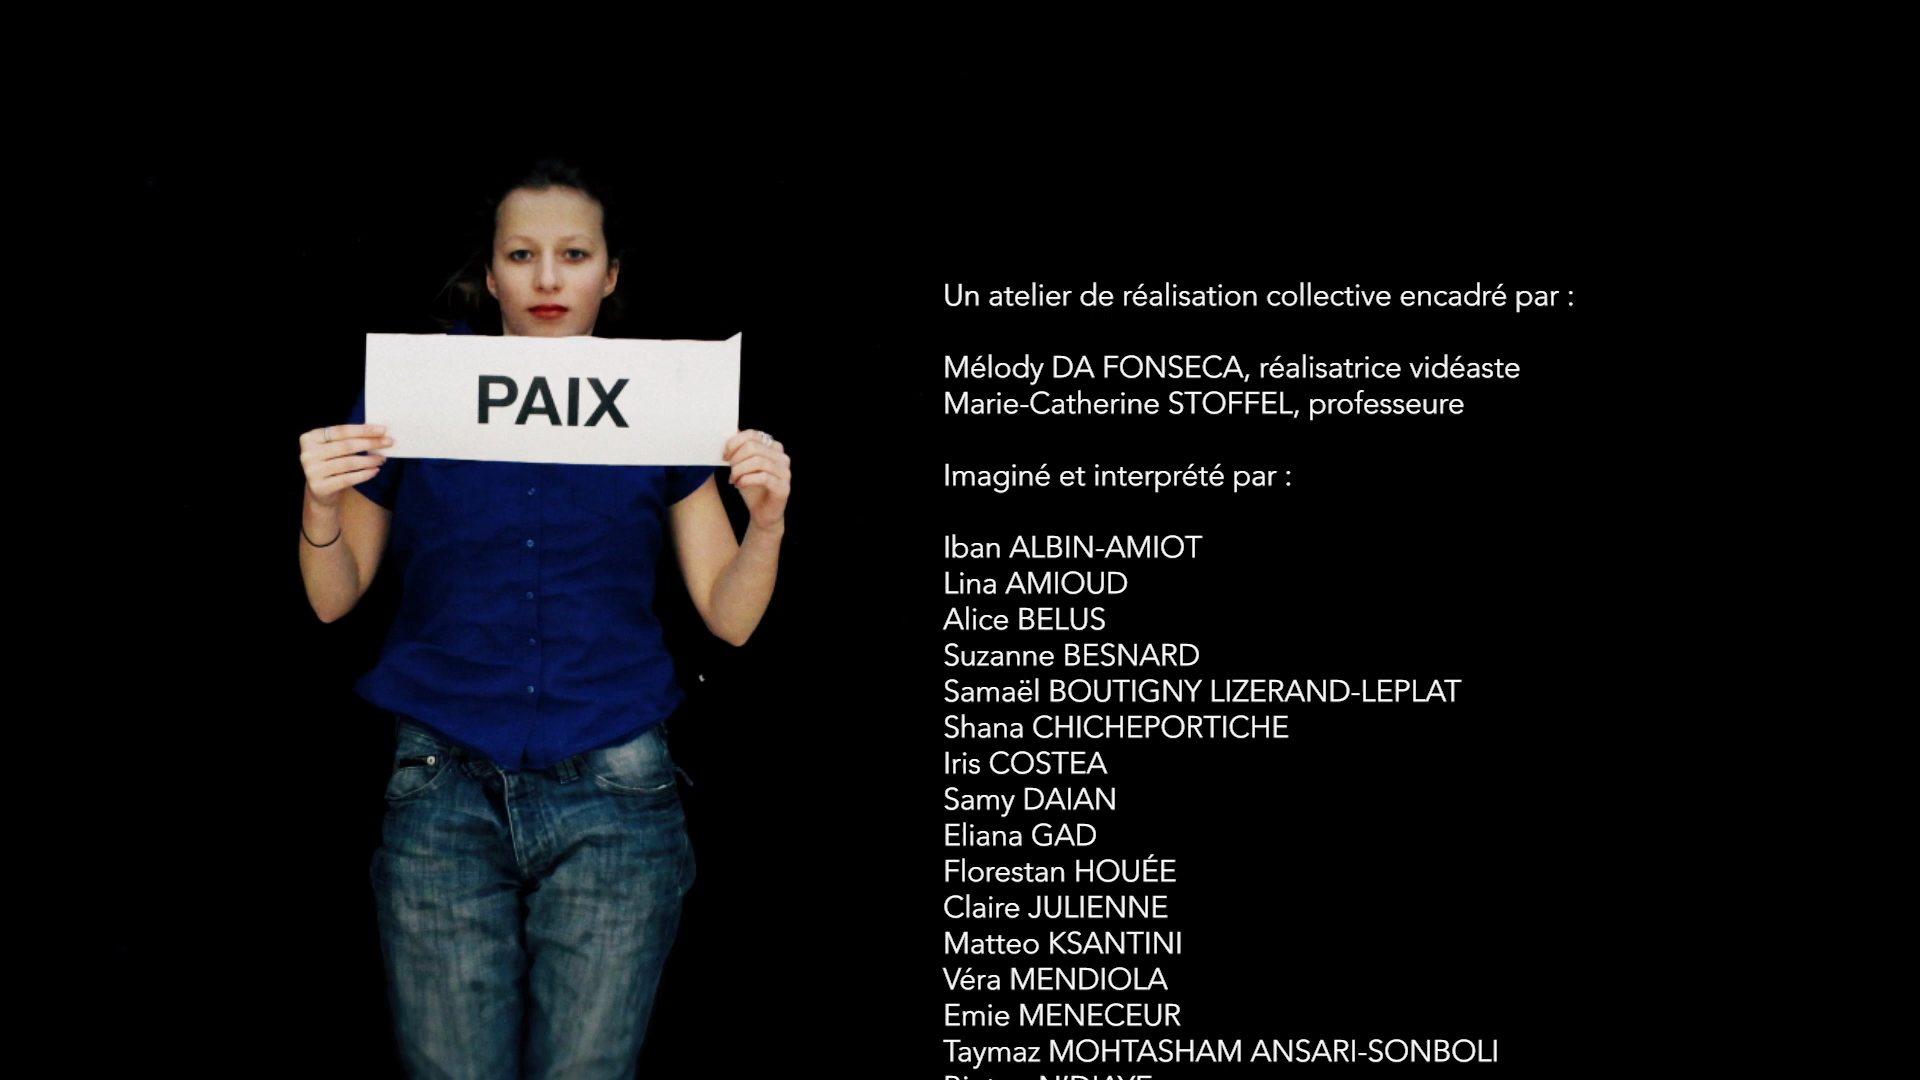 PAIX
Un atelier de réalisation collective encadré par :
Mélody DA FONSECA, réalisatrice vidéaste
Marie-Catherine STOFFEL, professeure
Imaginé et interprété par :
Iban ALBIN-AMIOT
Lina AMIOUD
Alice BELUS
Suzanne BESNARD
Samaël BOUTIGNY LIZERAND-LEPLAT
Shana CHICHEPORTICHE
Iris COSTEA
Samy DAIAN
Eliana GAD
Florestan HOUÉE
Claire JULIENNE
Matteo KSANTINI
Véra MENDIOLA
Emie MENECEUR
Taymaz MOHTASHAM ANSARI-SONBOLI
N'DIAYE